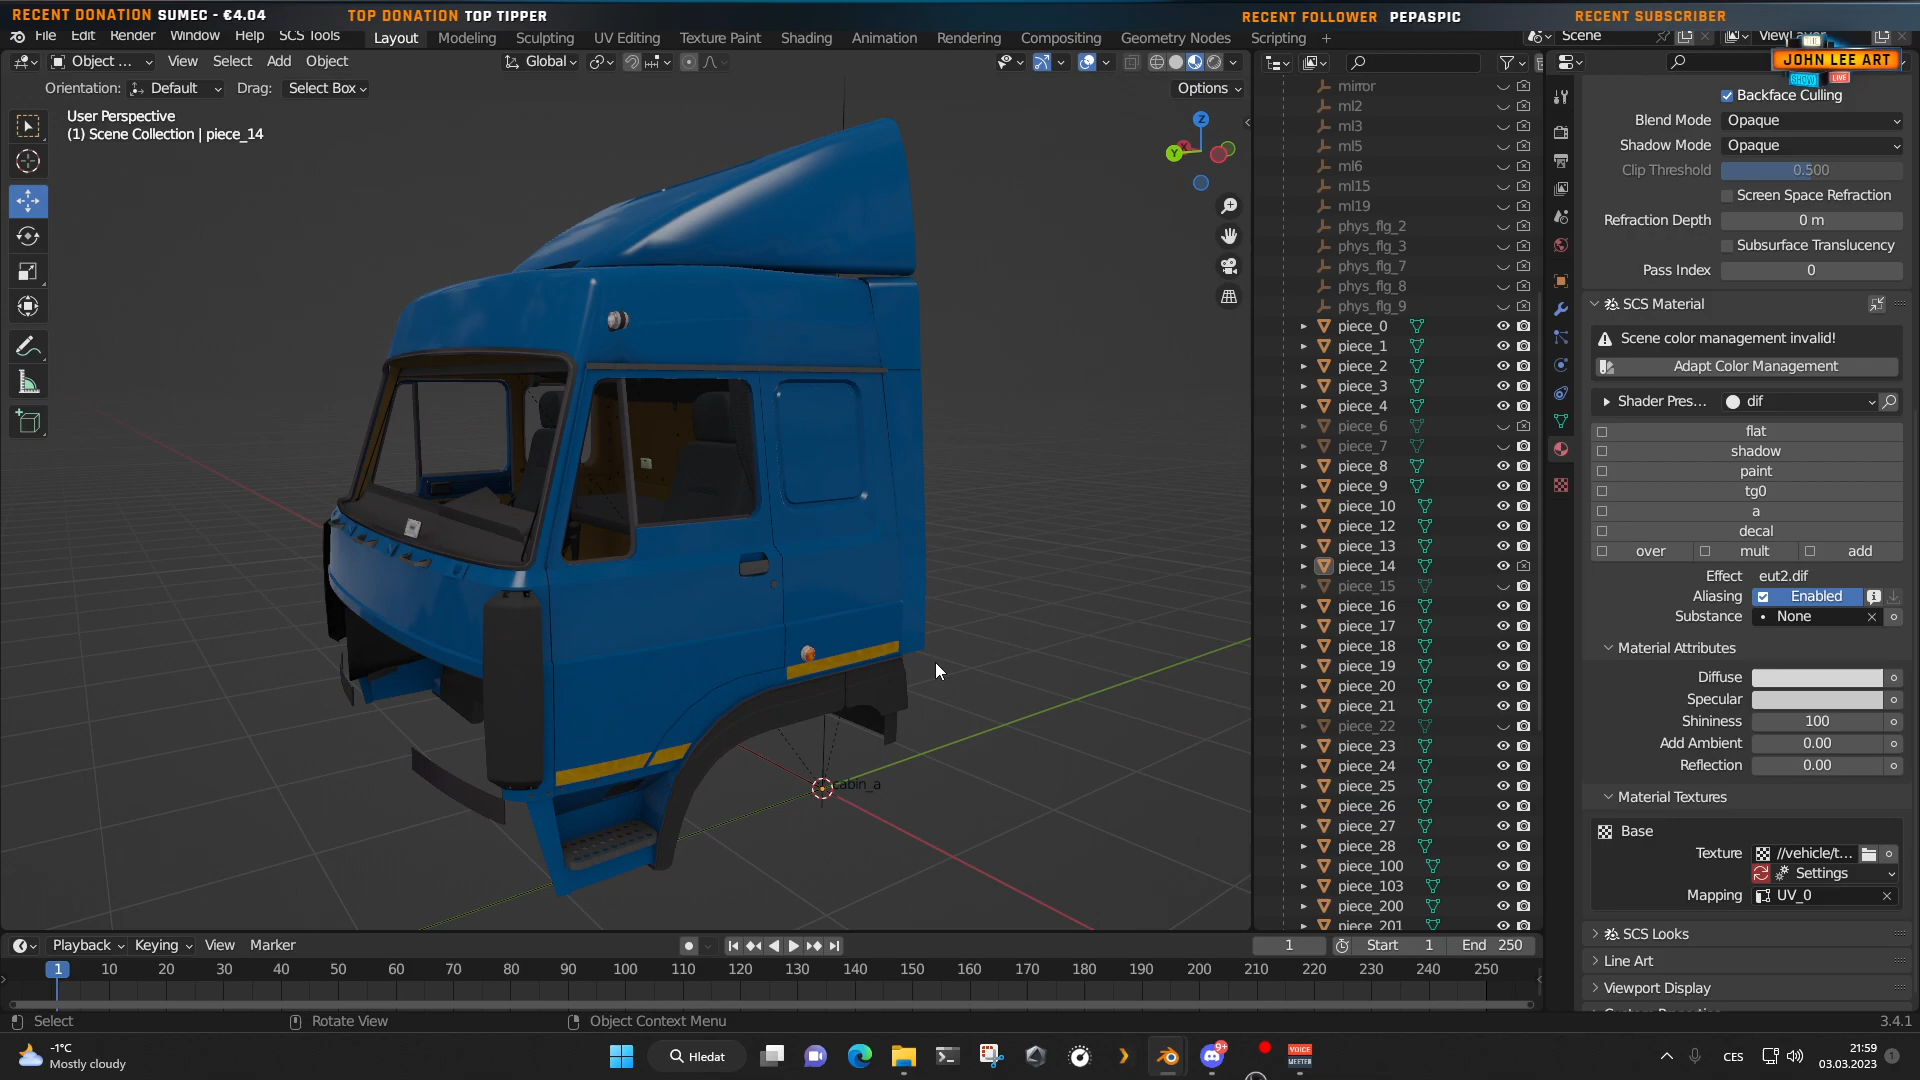 RECENT DONATION SUMEC - €4.04
TOP DONATION TOP TIPPER
RECENT FOLLOWER PEPASPIC
RECENT SUBSCRIBER
JOHN LEE ART
SHOW LIVE
File Edit Render Window Help SCS Tools Layout Modeling Sculpting UV Editing Texture Paint Shading Animation Rendering Compositing Geometry Nodes Scripting +
Scene
ViewLayer
Object ... View Select Add Object Global
Orientation: Default Drag: Select Box
Options
User Perspective
(1) Scene Collection | piece_14
Z
Y
cabin_a
mirror
ml2
ml3
ml5
ml6
ml15
ml19
phys_flg_2
phys_flg_3
phys_flg_7
phys_flg_8
phys_flg_9
piece_0
piece_1
piece_2
piece_3
piece_4
piece_6
piece_7
piece_8
piece_9
piece_10
piece_12
piece_13
piece_14
piece_15
piece_16
piece_17
piece_18
piece_19
piece_20
piece_21
piece_22
piece_23
piece_24
piece_25
piece_26
piece_27
piece_28
piece_100
piece_103
piece_200
piece_201
Backface Culling
Blend Mode Opaque
Shadow Mode Opaque
Clip Threshold 0.500
Screen Space Refraction
Refraction Depth 0 m
Subsurface Translucency
Pass Index 0
SCS Material
Scene color management invalid!
Adapt Color Management
Shader Pres... dif
flat
shadow
paint
tg0
a
decal
over mult add
Effect eut2.dif
Aliasing Enabled
Substance None
Material Attributes
Diffuse
Specular
Shininess 100
Add Ambient 0.00
Reflection 0.00
Material Textures
Base
Texture //vehicle/t...
Settings
Mapping UV_0
SCS Looks
Line Art
Viewport Display
Playback Keying View Marker
1 Start 1 End 250
1 10 20 30 40 50 60 70 80 90 100 110 120 130 140 150 160 170 180 190 200 210 220 230 240 250
Select Rotate View Object Context Menu 3.4.1
-1°C
Mostly cloudy
Hledat
9+
VOICE
MEETER
CES
21:59
03.03.2023
1